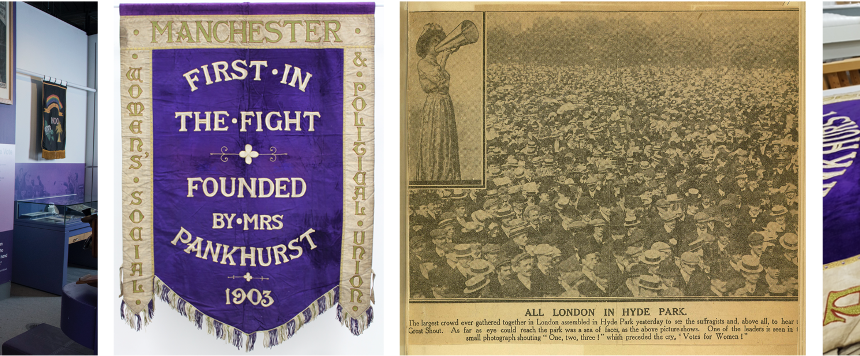 MANCHESTER
WOMEN'S·SOCIAL·
& POLITICAL·UNION·
FIRST·IN
THE·FIGHT
FOUNDED
BY·MRS
PANKHURST
1903
ALL LONDON IN HYDE PARK.
The largest crowd ever gathered together in London assembled in Hyde Park yesterday to see the suffragists and, above all, to hear
Great Shout. As far as eye could reach the park was a sea of faces, as the above picture shows. One of the leaders is seen in
small photograph shouting "One, two, three!" which preceded the cry, "Votes for Women!"